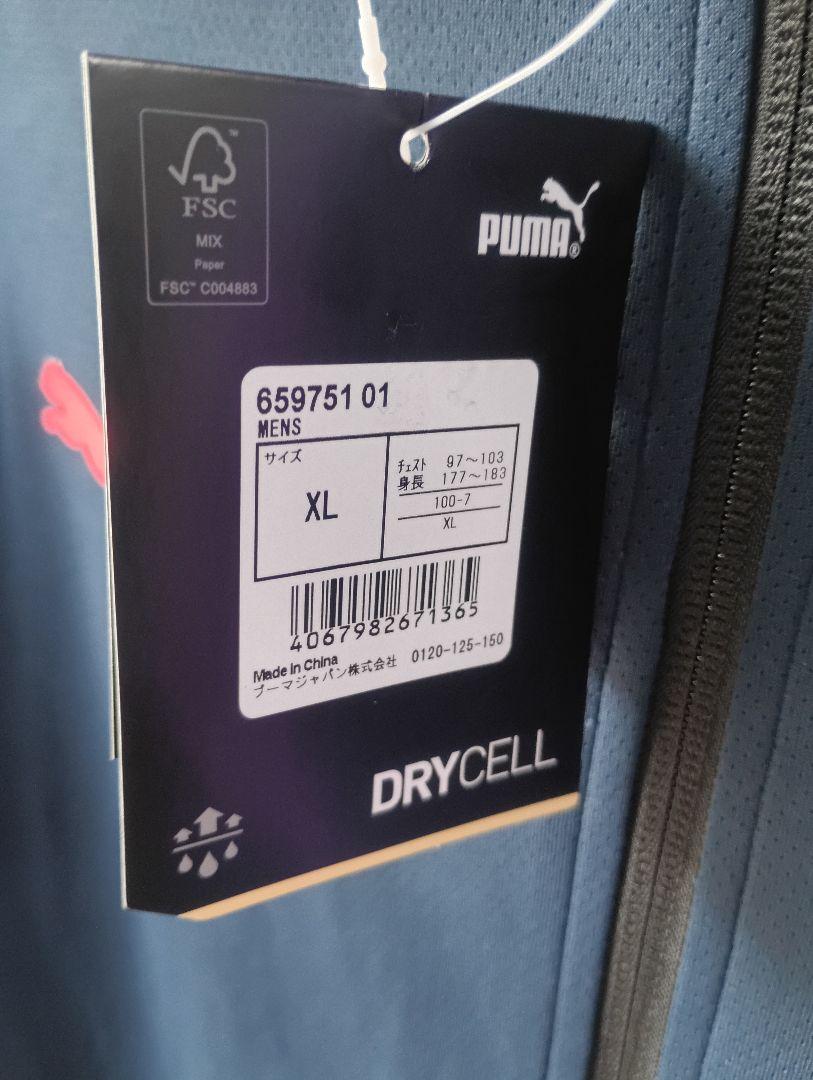 FSC™
MIX
Paper
FSC™ C004883
PUMA®
659751 01
MENS
サイズ
XL
チェスト 97～103
身長 177～183
100-7
XL
4067982671365
Made in China
プーマジャパン株式会社 0120-125-150
DRYCELL